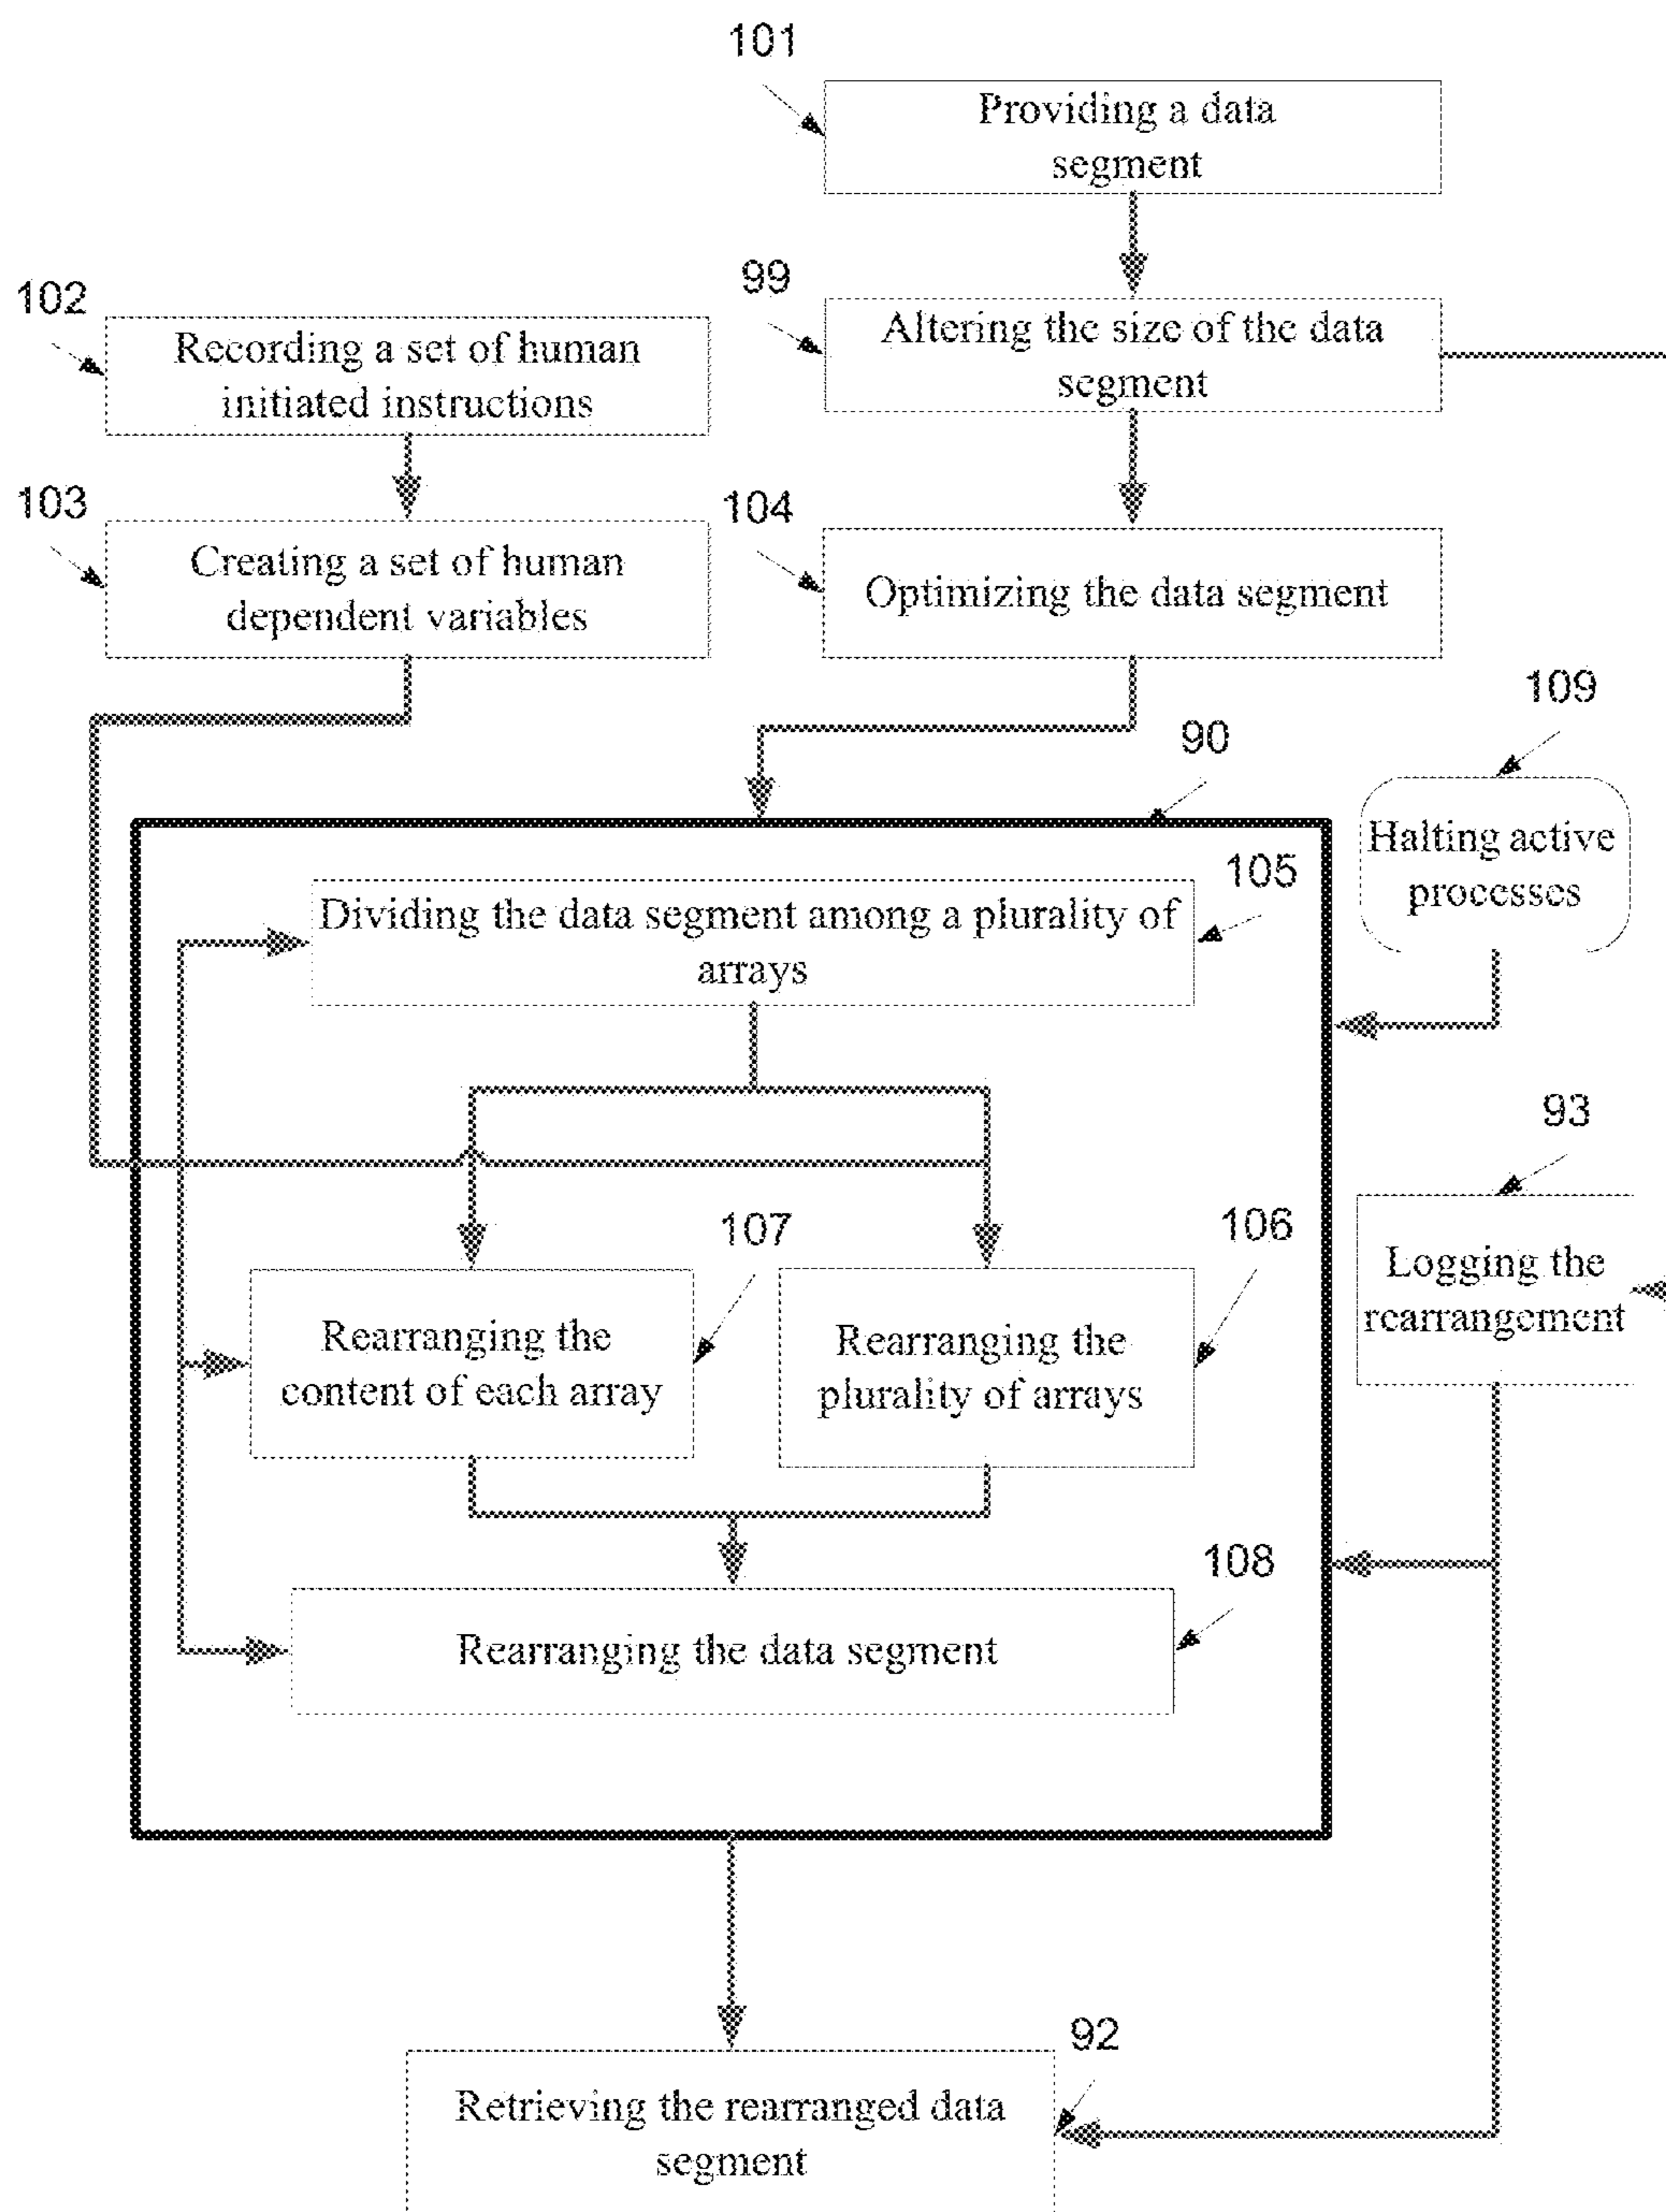 101
Providing a data
segment
99
Altering the size of the data
segment
102
Recording a set of human
initiated instructions
103
Creating a set of human
dependent variables
104
Optimizing the data segment
109
Halting active
processes
90
105
Dividing the data segment among a plurality of
arrays
93
Logging the
rearrangement
107
Rearranging the
content of each array
106
Rearranging the
plurality of arrays
108
Rearranging the data segment
92
Retrieving the rearranged data
segment